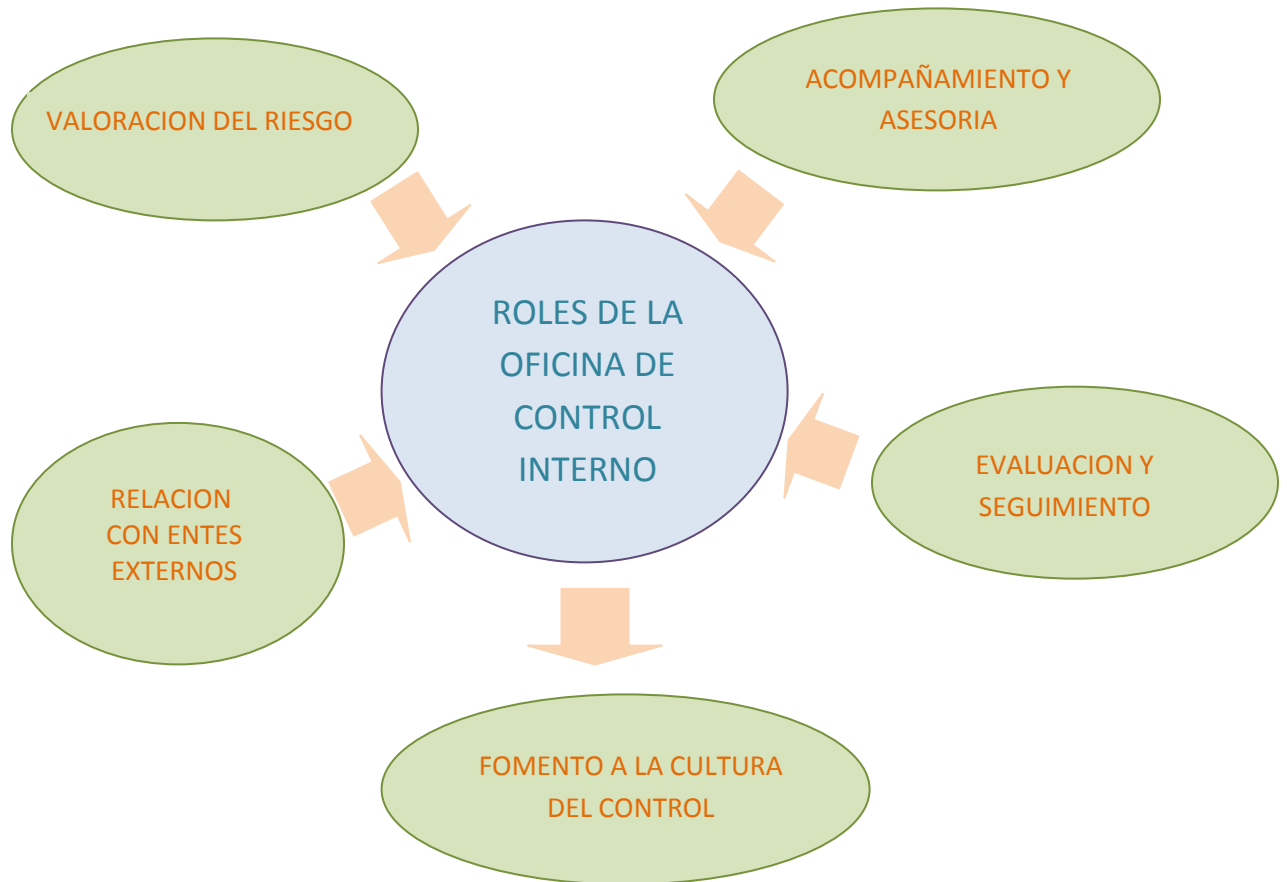 VALORACION DEL RIESGO
ACOMPAÑAMIENTO Y
ASESORIA
ROLES DE LA
OFICINA DE
CONTROL
INTERNO
RELACION
CON ENTES
EXTERNOS
EVALUACION Y
SEGUIMIENTO
FOMENTO A LA CULTURA
DEL CONTROL